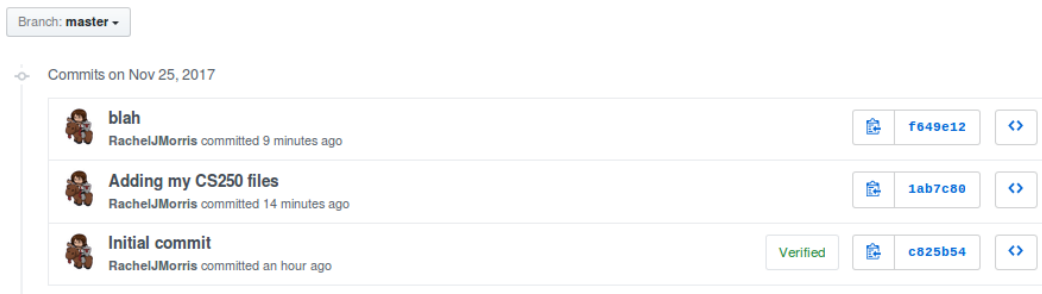 Branch: master
Commits on Nov 25, 2017
blah
RachelJMorris committed 9 minutes ago
f649e12
Adding my CS250 files
RachelJMorris committed 14 minutes ago
1ab7c80
Initial commit
RachelJMorris committed an hour ago
Verified
c825b54